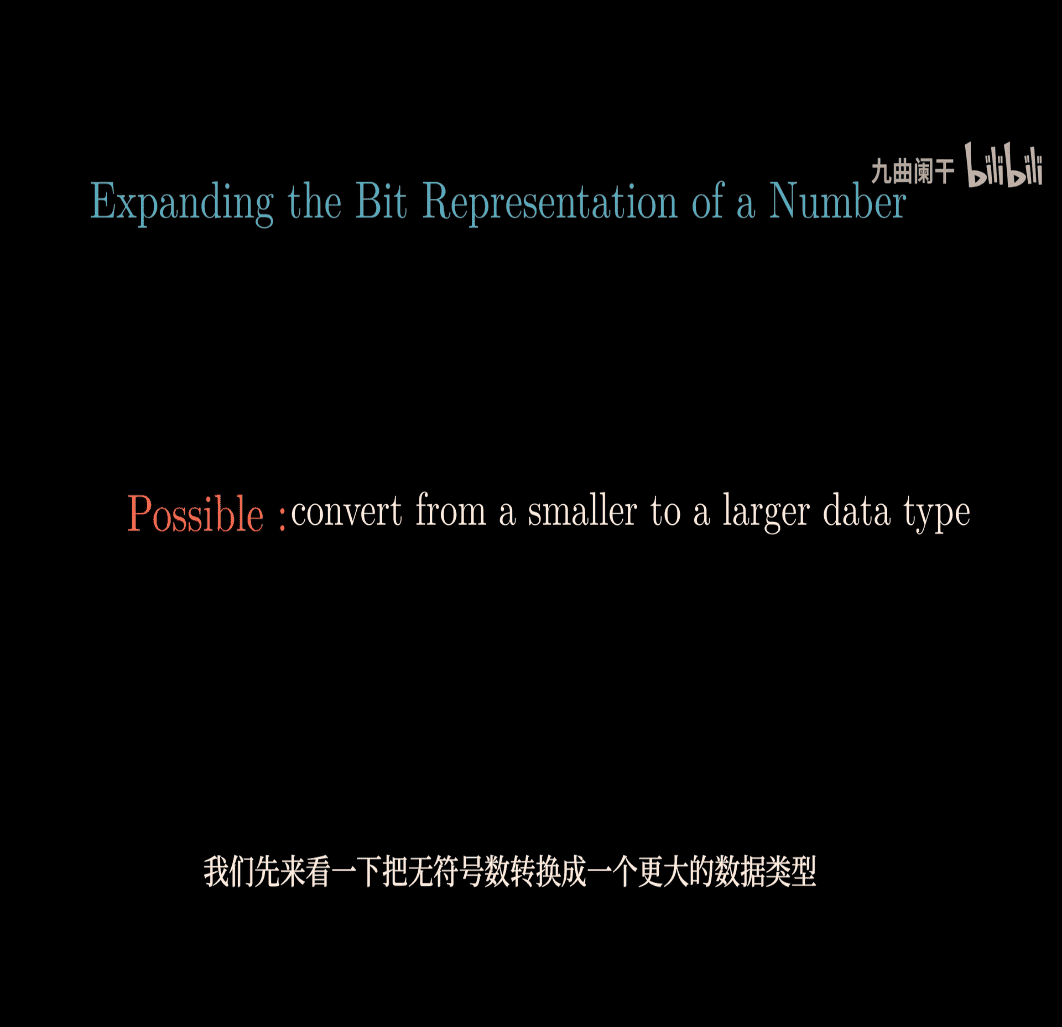 九曲阑干 bilibili
Expanding the Bit Representation of a Number
Possible : convert from a smaller to a larger data type
我们先来看一下把无符号数转换成一个更大的数据类型